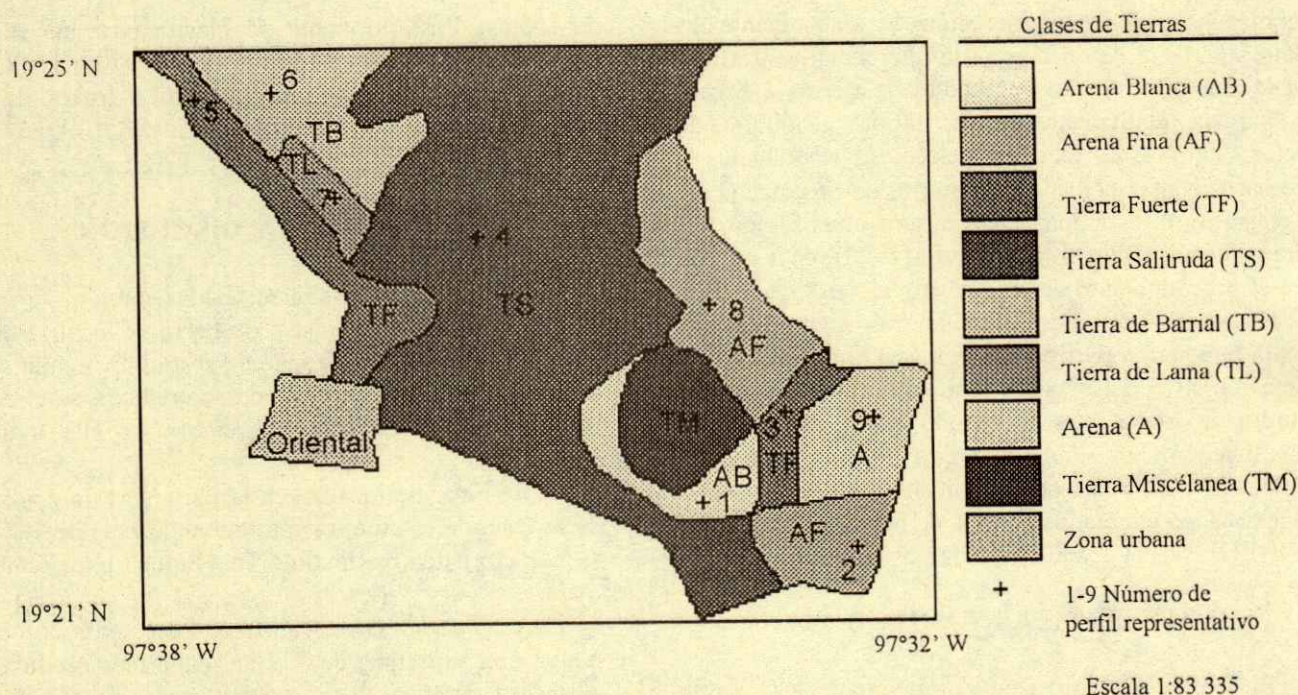 Clases de Tierras
19°25' N
6
5
TB
TL
7
4
TF
TS
8
AF
Oriental
TM
3
TF
9
A
AB
1
AF
2
19°21' N
97°38' W
97°32' W
Arena Blanca (AB)
Arena Fina (AF)
Tierra Fuerte (TF)
Tierra Salitruda (TS)
Tierra de Barrial (TB)
Tierra de Lama (TL)
Arena (A)
Tierra Miscélanea (TM)
Zona urbana
1-9 Número de
perfil representativo
Escala 1:83 335